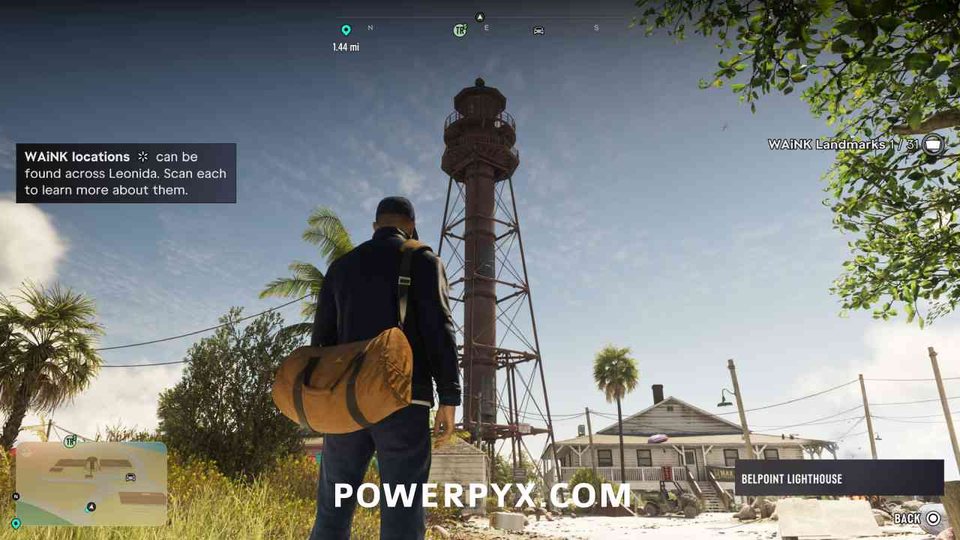 N
E
S
1.44 mi
WAiNK locations can be
found across Leonida. Scan each
to learn more about them.
WAiNK Landmarks 1 / 31
BELPOINT LIGHTHOUSE
POWERPYX.COM
BACK